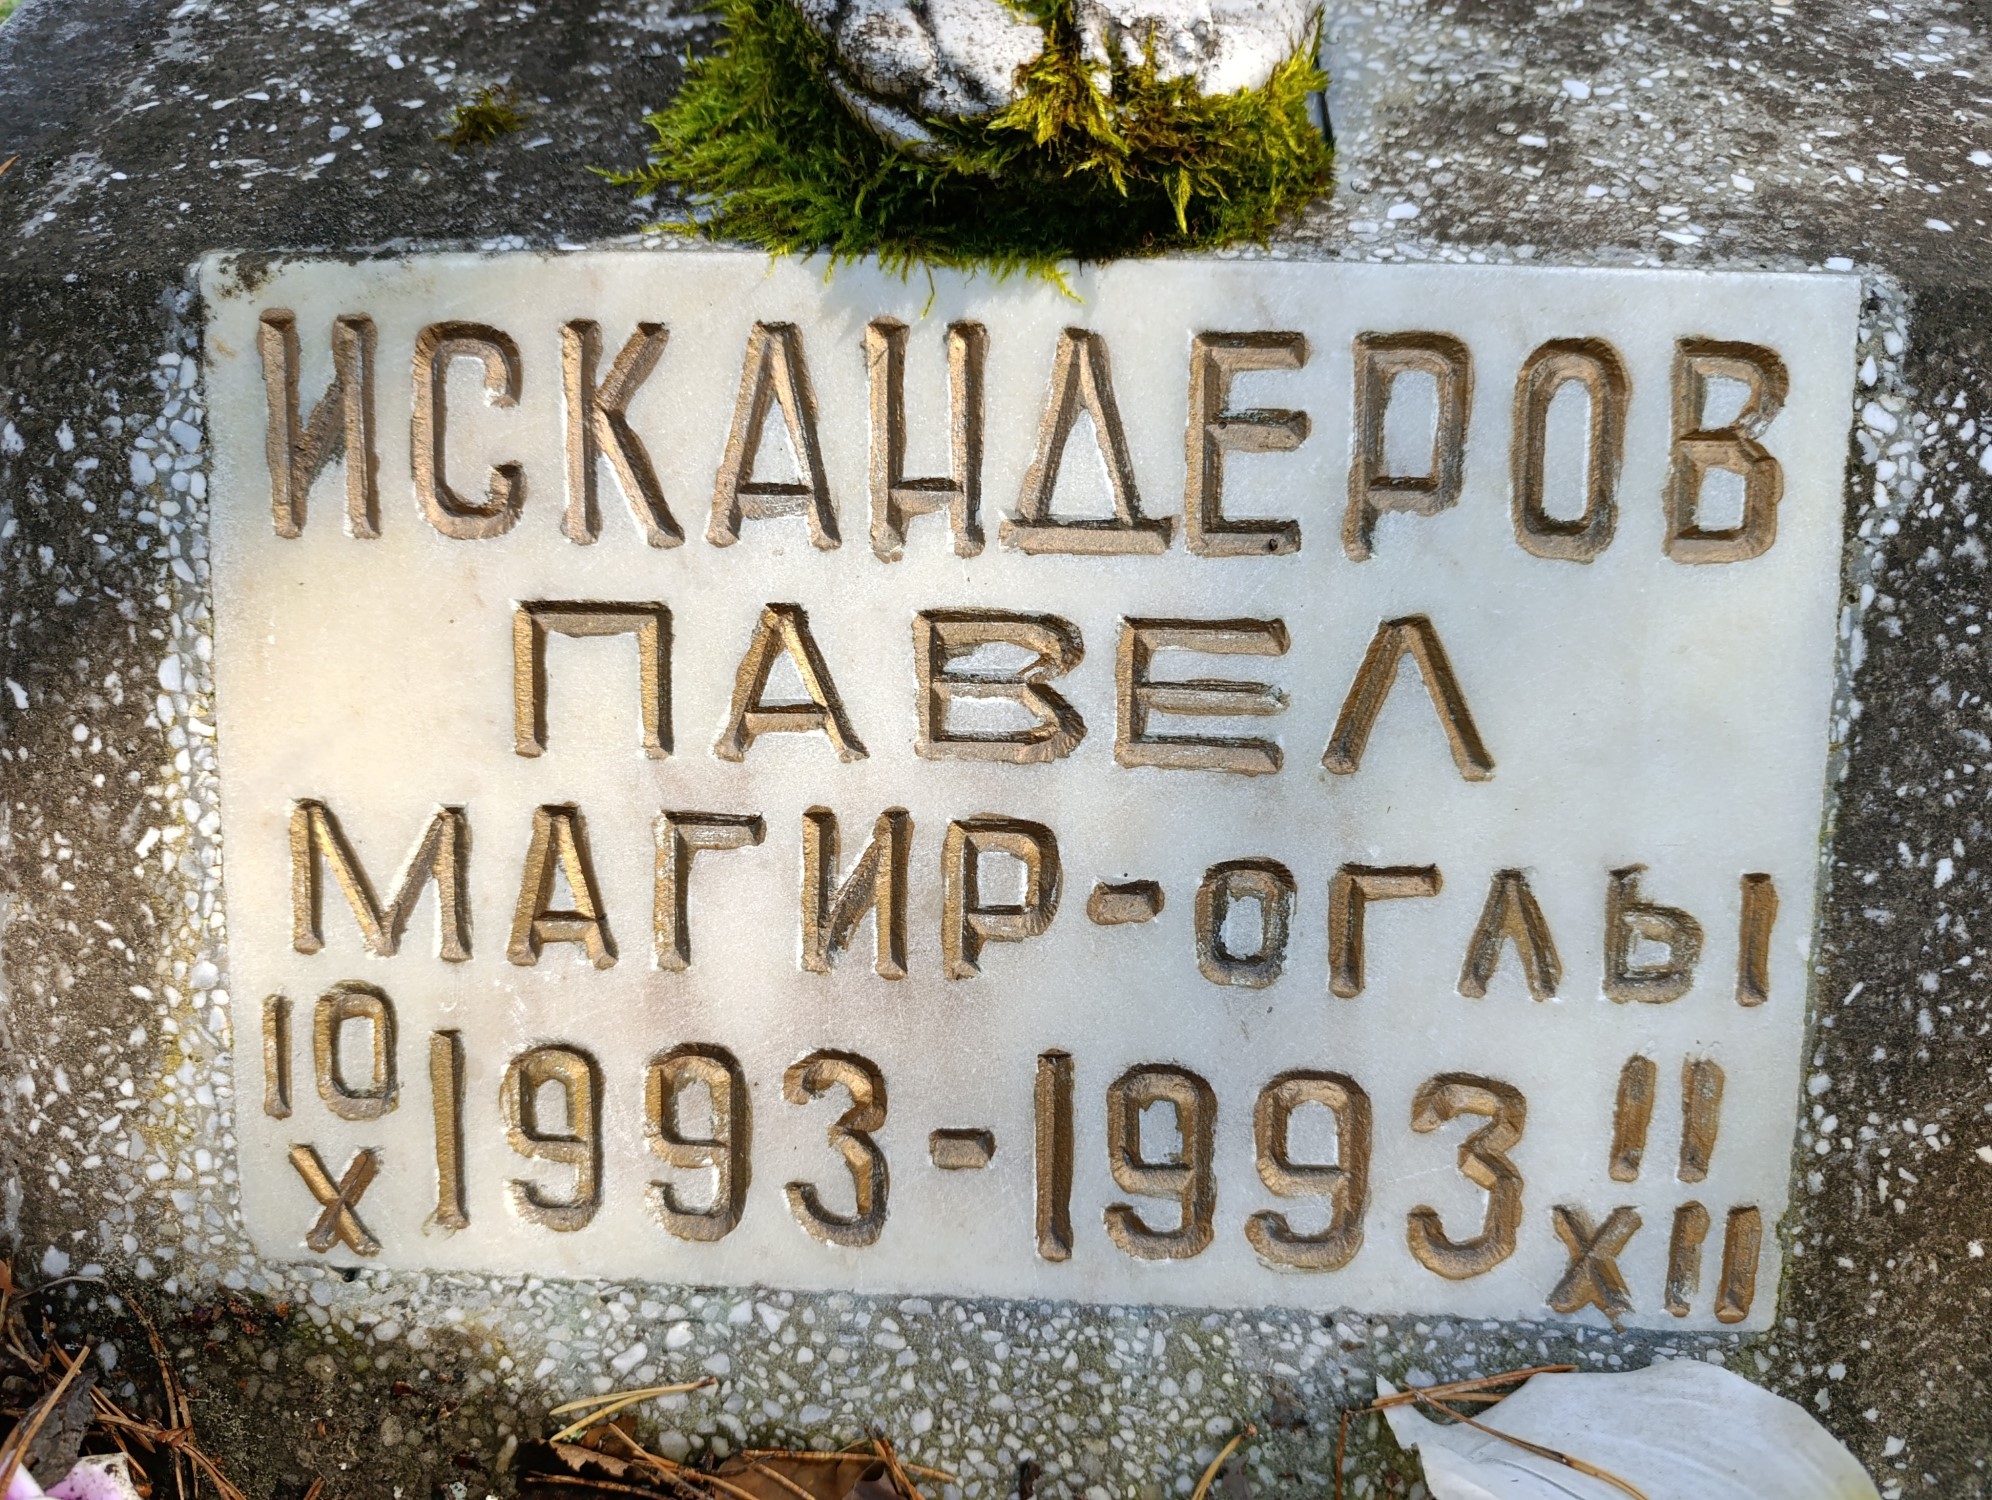 ИСКАНДЕРОВ
ПАВЕЛ
МАГИР-ОГЛЫ
10 X 1993-1993 11 XII